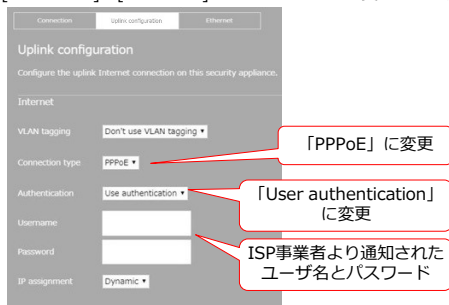 Connection Uplink configuration Ethernet
Uplink configuration
Configure the uplink Internet connection on this security appliance.
Internet
VLAN tagging Don't use VLAN tagging
Connection type PPPoE
「PPPoE」に変更
Authentication Use authentication
「User authentication」
に変更
Username
Password
ISP事業者より通知された
ユーザ名とパスワード
IP assignment Dynamic